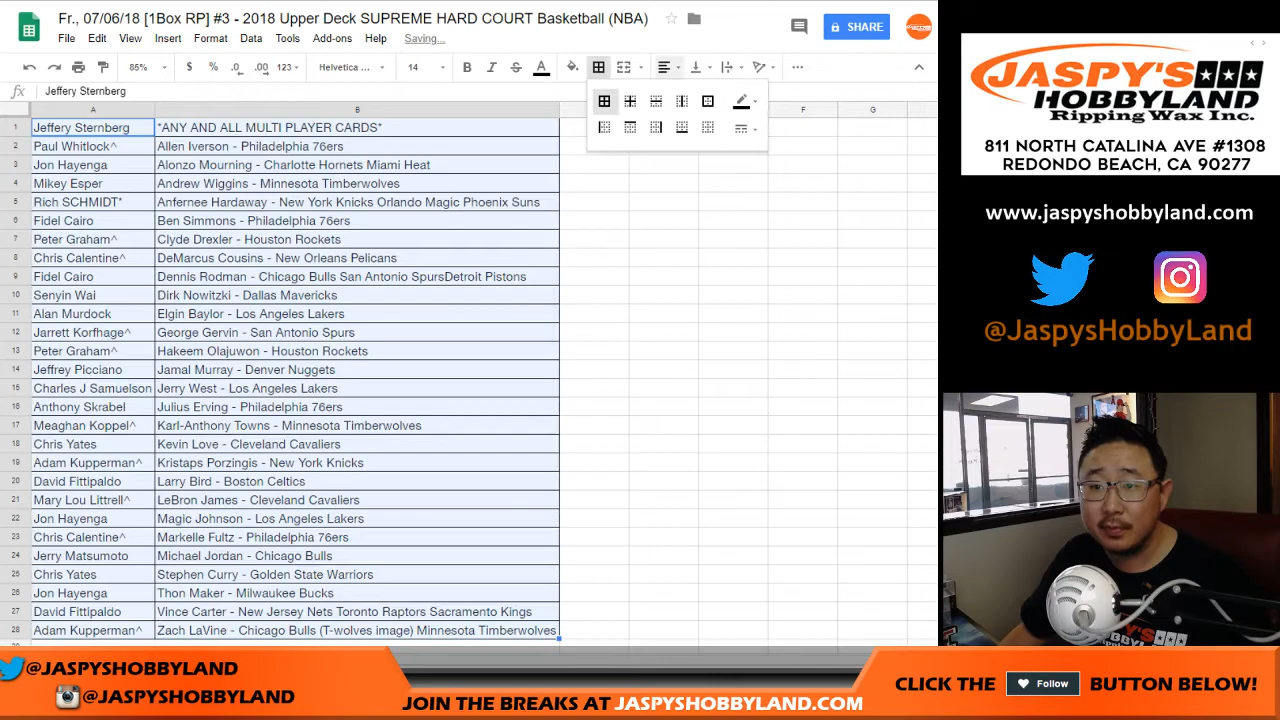 Fr., 07/06/18 [1Box RP] #3 - 2018 Upper Deck SUPREME HARD COURT Basketball (NBA)
SHARE
File Edit View Insert Format Data Tools Add-ons Help Saving...
85% $ % .0 .00 123 Helvetica ... 14 B I S A
fx Jeffery Sternberg
A B F G
1 Jeffery Sternberg *ANY AND ALL MULTI PLAYER CARDS*
2 Paul Whitlock^ Allen Iverson - Philadelphia 76ers
3 Jon Hayenga Alonzo Mourning - Charlotte Hornets Miami Heat
4 Mikey Esper Andrew Wiggins - Minnesota Timberwolves
5 Rich SCHMIDT* Anfernee Hardaway - New York Knicks Orlando Magic Phoenix Suns
6 Fidel Cairo Ben Simmons - Philadelphia 76ers
7 Peter Graham^ Clyde Drexler - Houston Rockets
8 Chris Calentine^ DeMarcus Cousins - New Orleans Pelicans
9 Fidel Cairo Dennis Rodman - Chicago Bulls San Antonio SpursDetroit Pistons
10 Senyin Wai Dirk Nowitzki - Dallas Mavericks
11 Alan Murdock Elgin Baylor - Los Angeles Lakers
12 Jarrett Korfhage^ George Gervin - San Antonio Spurs
13 Peter Graham^ Hakeem Olajuwon - Houston Rockets
14 Jeffrey Picciano Jamal Murray - Denver Nuggets
15 Charles J Samuelson Jerry West - Los Angeles Lakers
16 Anthony Skrabel Julius Erving - Philadelphia 76ers
17 Meaghan Koppel^ Karl-Anthony Towns - Minnesota Timberwolves
18 Chris Yates Kevin Love - Cleveland Cavaliers
19 Adam Kupperman^ Kristaps Porzingis - New York Knicks
20 David Fittipaldo Larry Bird - Boston Celtics
21 Mary Lou Littrell^ LeBron James - Cleveland Cavaliers
22 Jon Hayenga Magic Johnson - Los Angeles Lakers
23 Chris Calentine^ Markelle Fultz - Philadelphia 76ers
24 Jerry Matsumoto Michael Jordan - Chicago Bulls
25 Chris Yates Stephen Curry - Golden State Warriors
26 Jon Hayenga Thon Maker - Milwaukee Bucks
27 David Fittipaldo Vince Carter - New Jersey Nets Toronto Raptors Sacramento Kings
28 Adam Kupperman^ Zach LaVine - Chicago Bulls (T-wolves image) Minnesota Timberwolves
JASPY'S
HOBBYLAND
Ripping Wax Inc.
811 NORTH CATALINA AVE #1308
REDONDO BEACH, CA 90277
www.jaspyshobbyland.com
@JaspysHobbyLand
@JASPYSHOBBYLAND
@JASPYSHOBBYLAND
JOIN THE BREAKS AT JASPYSHOBBYLAND.COM
CLICK THE Follow BUTTON BELOW!